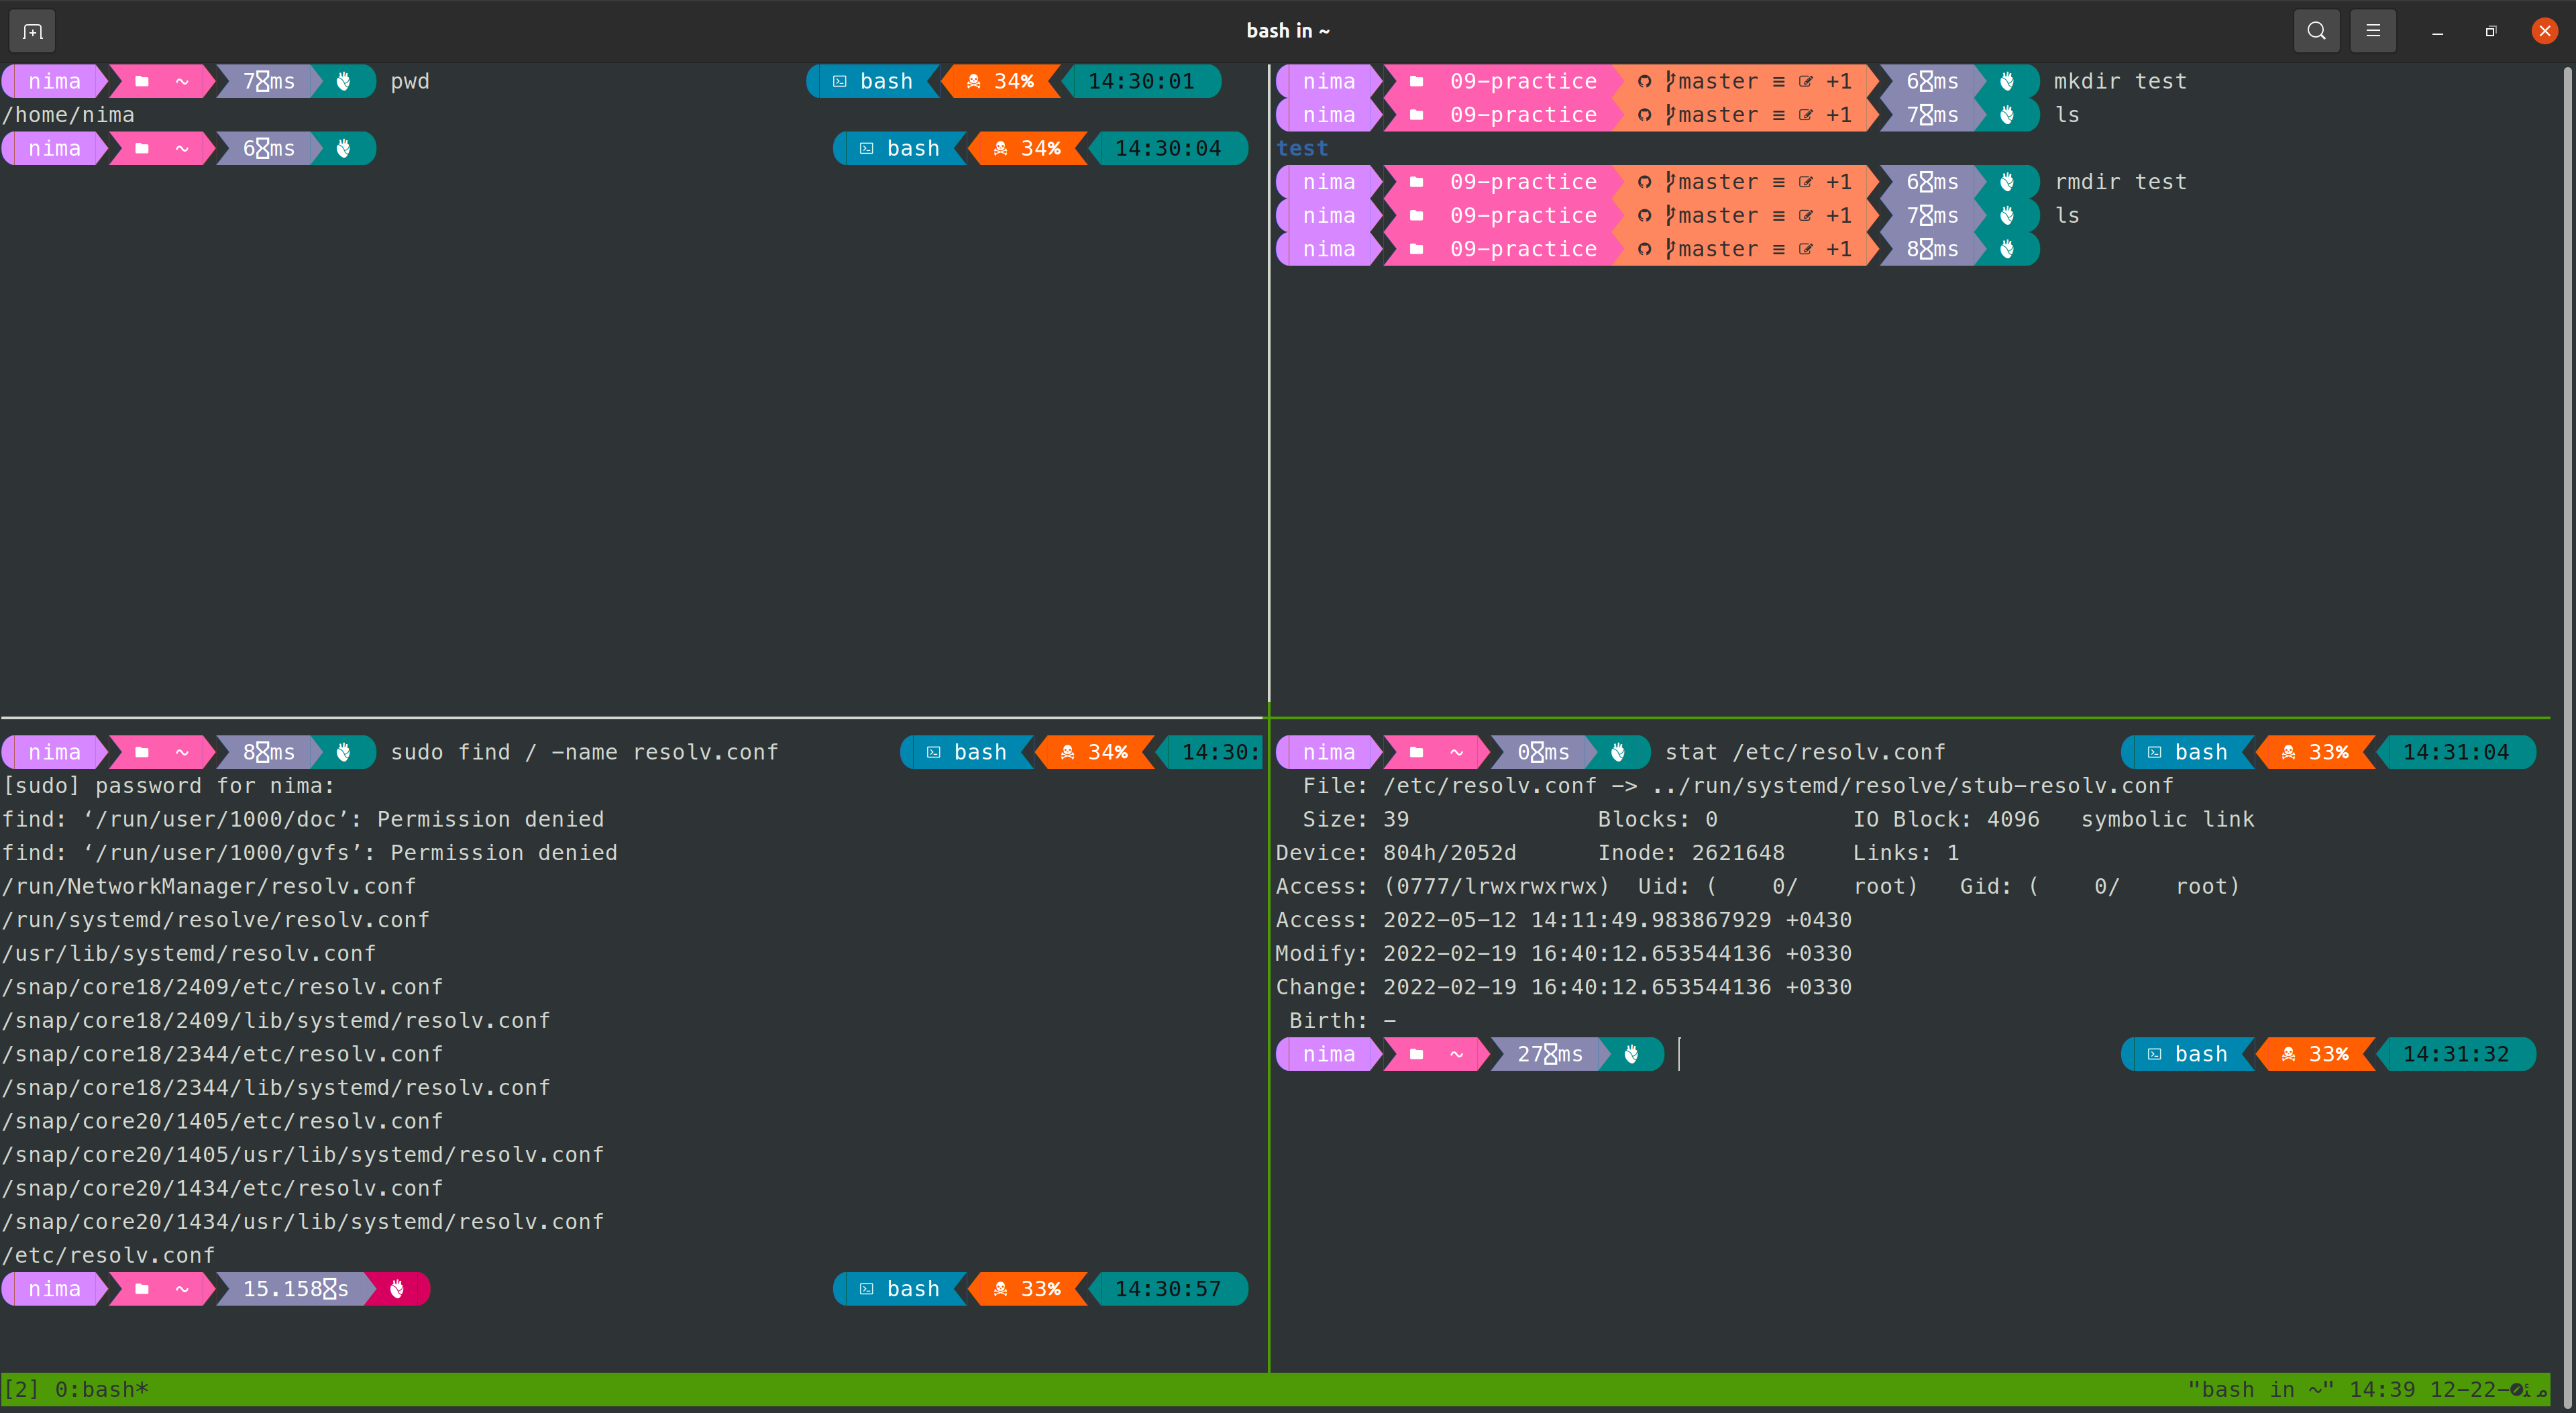 bash in ~
nima ~ 7ms pwd bash 34% 14:30:01
/home/nima
nima ~ 6ms bash 34% 14:30:04
nima 09-practice master ≡ +1 6ms mkdir test
nima 09-practice master ≡ +1 7ms ls
test
nima 09-practice master ≡ +1 6ms rmdir test
nima 09-practice master ≡ +1 7ms ls
nima 09-practice master ≡ +1 8ms
nima ~ 8ms sudo find / -name resolv.conf bash 34% 14:30:
[sudo] password for nima:
find: ‘/run/user/1000/doc’: Permission denied
find: ‘/run/user/1000/gvfs’: Permission denied
/run/NetworkManager/resolv.conf
/run/systemd/resolve/resolv.conf
/usr/lib/systemd/resolv.conf
/snap/core18/2409/etc/resolv.conf
/snap/core18/2409/lib/systemd/resolv.conf
/snap/core18/2344/etc/resolv.conf
/snap/core18/2344/lib/systemd/resolv.conf
/snap/core20/1405/etc/resolv.conf
/snap/core20/1405/usr/lib/systemd/resolv.conf
/snap/core20/1434/etc/resolv.conf
/snap/core20/1434/usr/lib/systemd/resolv.conf
/etc/resolv.conf
nima ~ 15.158s bash 33% 14:30:57
nima ~ 0ms stat /etc/resolv.conf bash 33% 14:31:04
File: /etc/resolv.conf -> ../run/systemd/resolve/stub-resolv.conf
Size: 39 Blocks: 0 IO Block: 4096 symbolic link
Device: 804h/2052d Inode: 2621648 Links: 1
Access: (0777/lrwxrwxrwx) Uid: ( 0/ root) Gid: ( 0/ root)
Access: 2022-05-12 14:11:49.983867929 +0430
Modify: 2022-02-19 16:40:12.653544136 +0330
Change: 2022-02-19 16:40:12.653544136 +0330
Birth: -
nima ~ 27ms bash 33% 14:31:32
[2] 0:bash*
"bash in ~" 14:39 12-22-